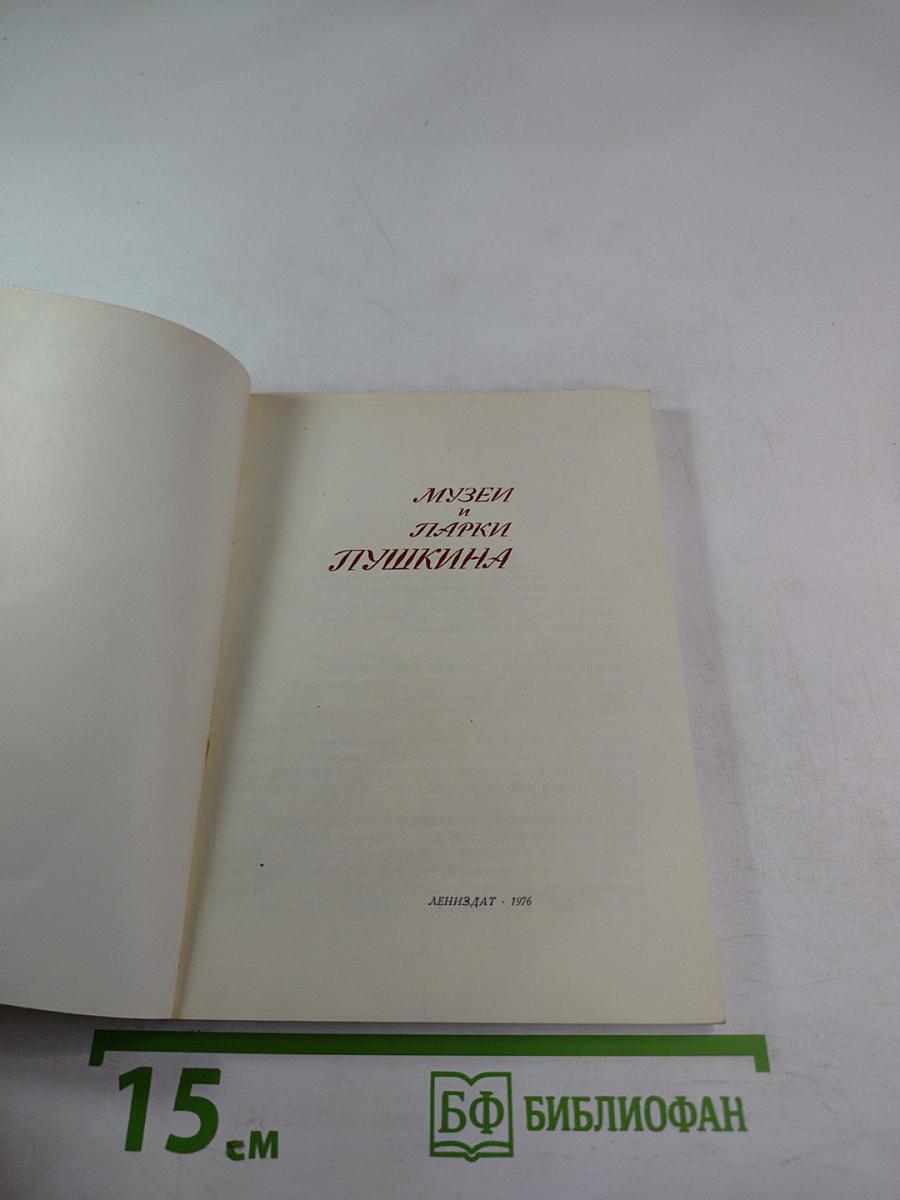 МУЗЕИ
и
ПАРКИ
ПУШКИНА
ЛЕНИЗДАТ · 1976
15 см
БФ БИБЛИОФАН